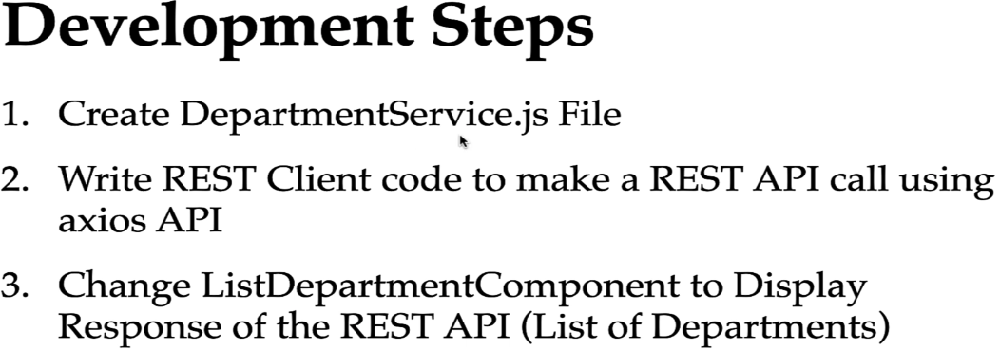 Development Steps
1. Create DepartmentService.js File
2. Write REST Client code to make a REST API call using
axios API
3. Change ListDepartmentComponent to Display
Response of the REST API (List of Departments)